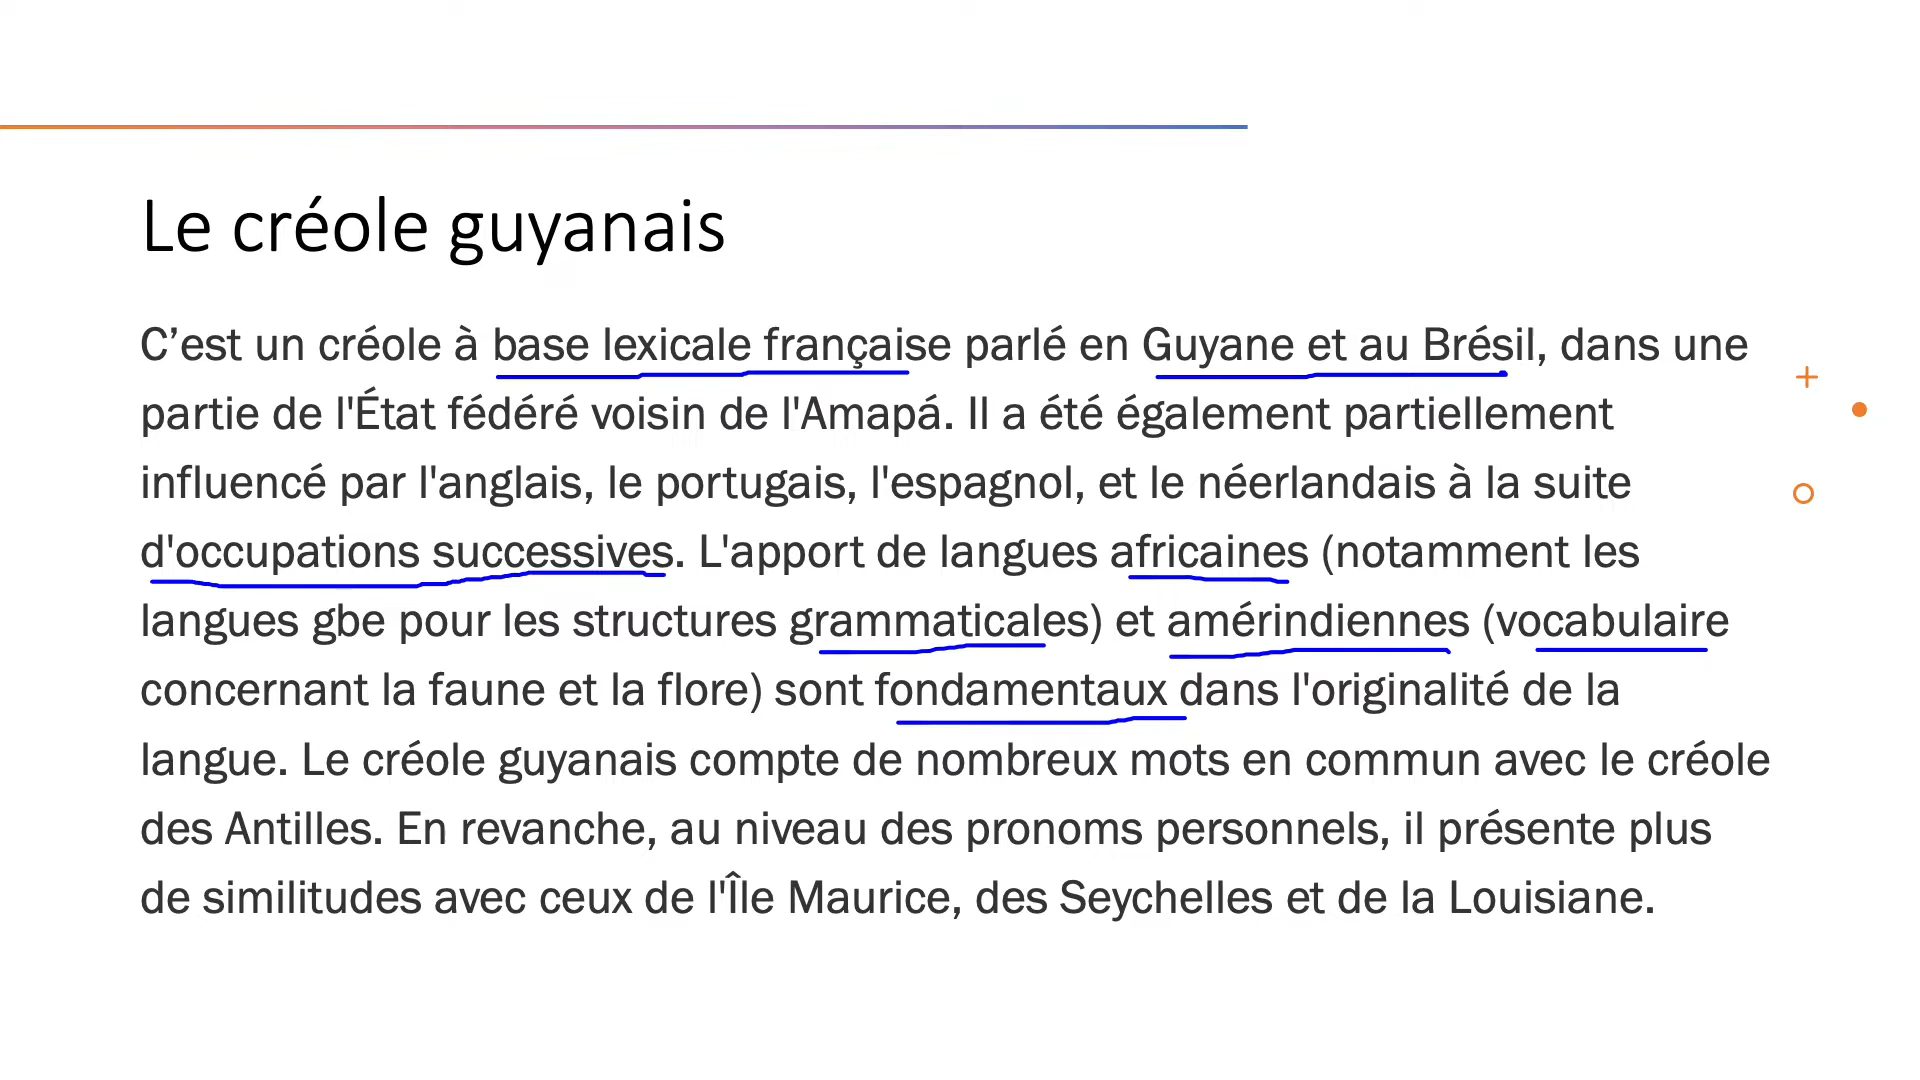 Le créole guyanais
C’est un créole à base lexicale française parlé en Guyane et au Brésil, dans une
partie de l'État fédéré voisin de l'Amapá. Il a été également partiellement
influencé par l'anglais, le portugais, l'espagnol, et le néerlandais à la suite
d'occupations successives. L'apport de langues africaines (notamment les
langues gbe pour les structures grammaticales) et amérindiennes (vocabulaire
concernant la faune et la flore) sont fondamentaux dans l'originalité de la
langue. Le créole guyanais compte de nombreux mots en commun avec le créole
des Antilles. En revanche, au niveau des pronoms personnels, il présente plus
de similitudes avec ceux de l'Île Maurice, des Seychelles et de la Louisiane.